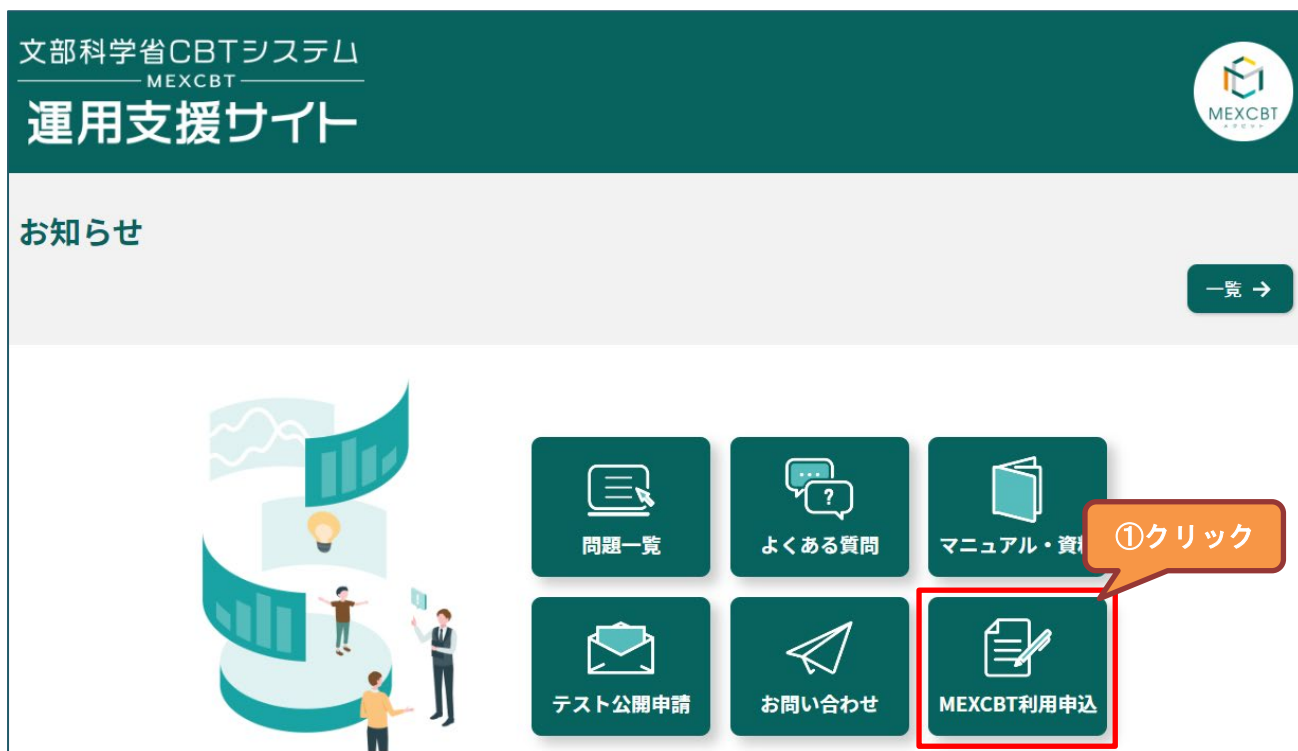 文部科学省CBTシステム
MEXCBT
運用支援サイト
MEXCBT
お知らせ
一覧 →
問題一覧
よくある質問
マニュアル・資
①クリック
テスト公開申請
お問い合わせ
MEXCBT利用申込